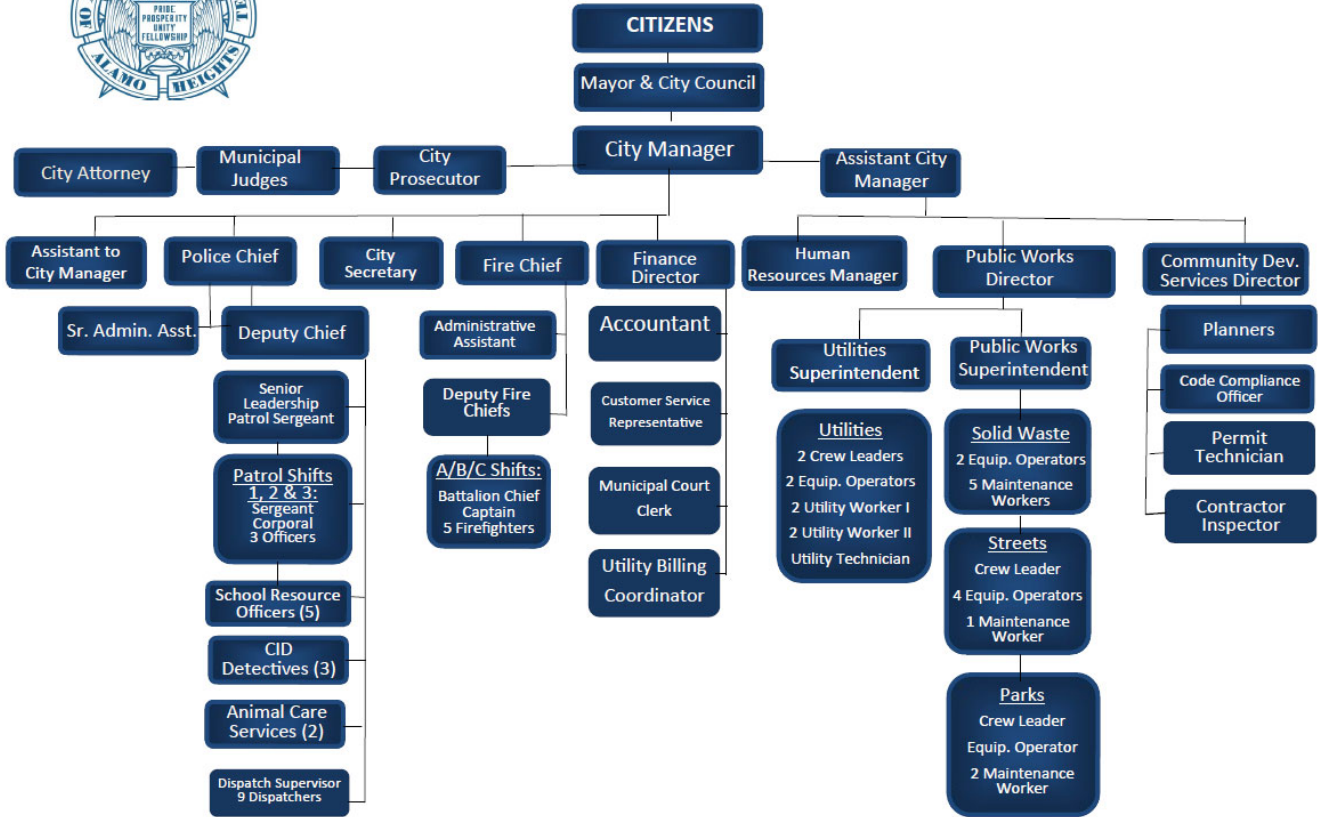 PRIDE
PROSPERITY
UNITY
FELLOWSHIP
OF
ALAMO HEIGHTS
CITIZENS
Mayor & City Council
City Manager
City Attorney
Municipal
Judges
City
Prosecutor
Assistant City
Manager
Assistant to
City Manager
Police Chief
City
Secretary
Fire Chief
Finance
Director
Human
Resources Manager
Public Works
Director
Community Dev.
Services Director
Sr. Admin. Asst.
Deputy Chief
Senior
Leadership
Patrol Sergeant
Patrol Shifts
1, 2 & 3:
Sergeant
Corporal
3 Officers
School Resource
Officers (5)
CID
Detectives (3)
Animal Care
Services (2)
Dispatch Supervisor
9 Dispatchers
Administrative
Assistant
Deputy Fire
Chiefs
A/B/C Shifts:
Battalion Chief
Captain
5 Firefighters
Accountant
Customer Service
Representative
Municipal Court
Clerk
Utility Billing
Coordinator
Utilities
Superintendent
Utilities
2 Crew Leaders
2 Equip. Operators
2 Utility Worker I
2 Utility Worker II
Utility Technician
Public Works
Superintendent
Solid Waste
2 Equip. Operators
5 Maintenance
Workers
Streets
Crew Leader
4 Equip. Operators
1 Maintenance
Worker
Parks
Crew Leader
Equip. Operator
2 Maintenance
Worker
Planners
Code Compliance
Officer
Permit
Technician
Contractor
Inspector